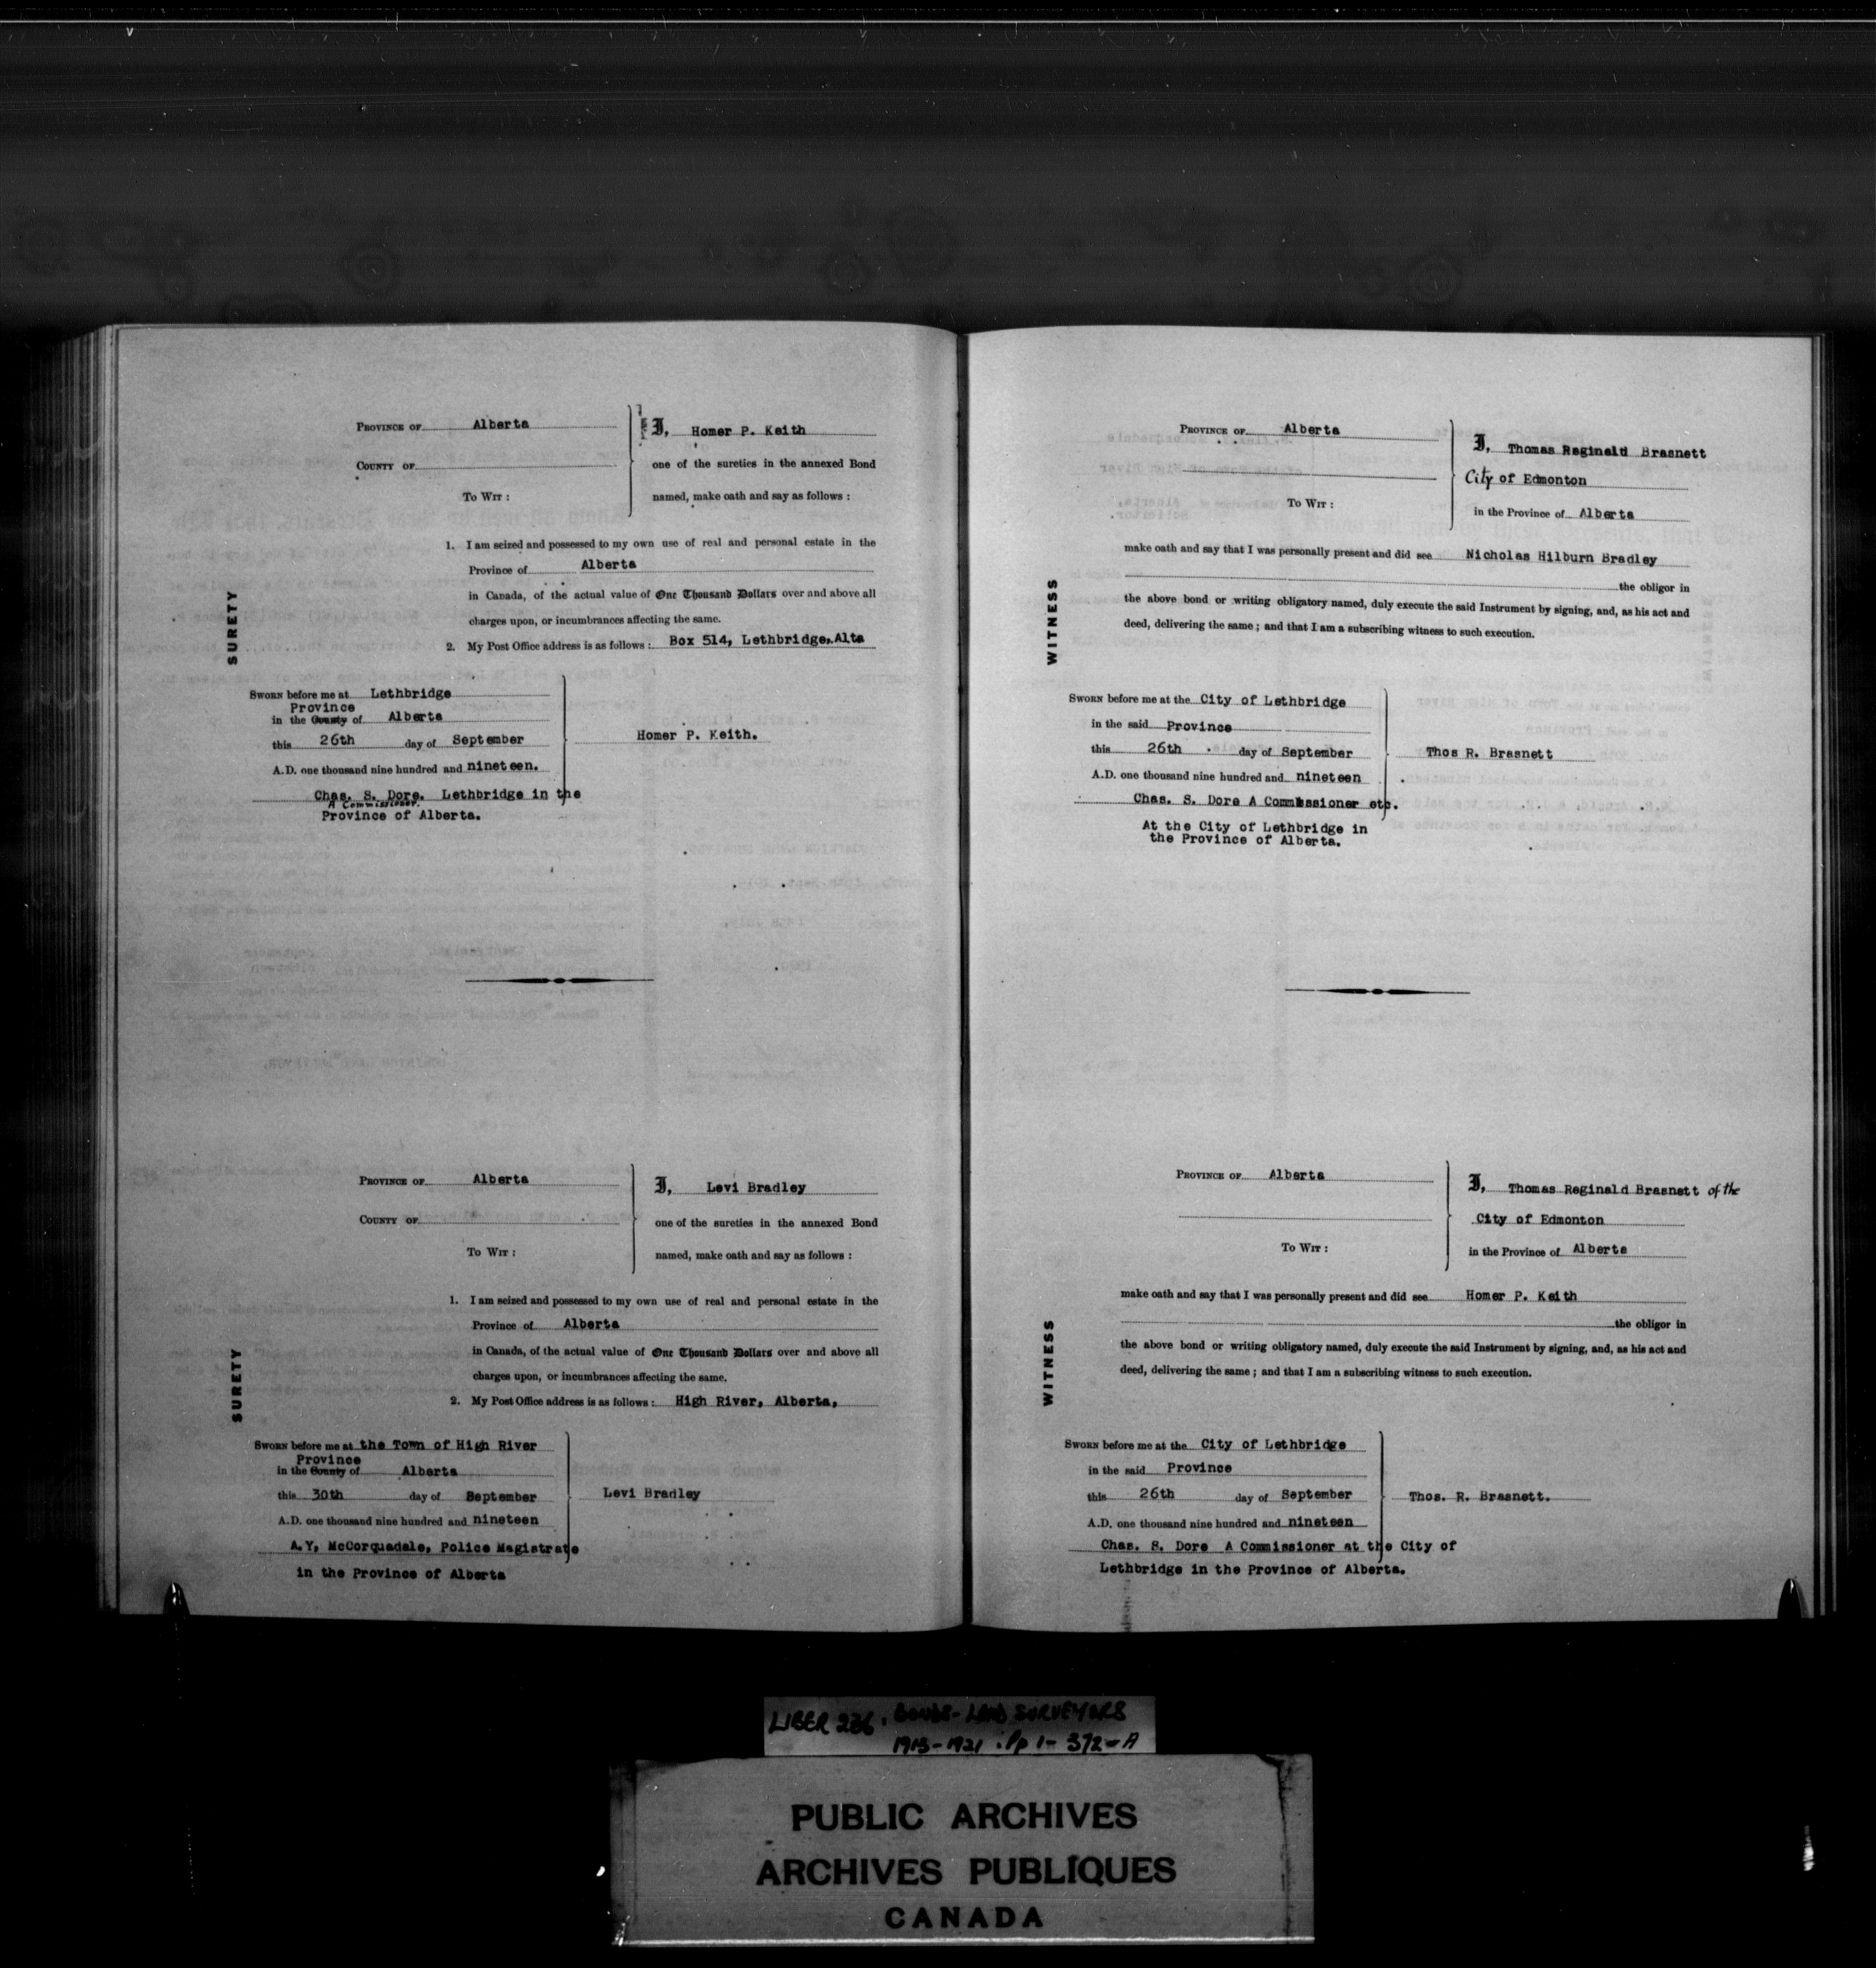 PROVINCE OF Alberta
COUNTY OF
TO WIT :
I, Homer P. Keith
one of the sureties in the annexed Bond
named, make oath and say as follows :
1. I am seized and possessed to my own use of real and personal estate in the
Province of Alberta
in Canada, of the actual value of One Thousand Dollars over and above all
charges upon, or incumbrances affecting the same.
2. My Post Office address is as follows : Box 514, Lethbridge, Alta
SURETY
SWORN before me at Lethbridge
Province
in the County of Alberta
this 26th day of September
A.D. one thousand nine hundred and nineteen.
Chas. S. Dore. Lethbridge in the
A Commissioner.
Province of Alberta.
Homer P. Keith.
PROVINCE OF Alberta
COUNTY OF
TO WIT :
I, Levi Bradley
one of the sureties in the annexed Bond
named, make oath and say as follows :
1. I am seized and possessed to my own use of real and personal estate in the
Province of Alberta
in Canada, of the actual value of One Thousand Dollars over and above all
charges upon, or incumbrances affecting the same.
2. My Post Office address is as follows : High River, Alberta,
SURETY
SWORN before me at the Town of High River
Province
in the County of Alberta
this 30th day of September
A.D. one thousand nine hundred and nineteen
A.Y, McCorquadale, Police Magistrate
in the Province of Alberta
Levi Bradley
PROVINCE OF Alberta
TO WIT :
I, Thomas Reginald Brasnett
City of Edmonton
in the Province of Alberta
make oath and say that I was personally present and did see Nicholas Hilburn Bradley
the obligor in
the above bond or writing obligatory named, duly execute the said Instrument by signing, and, as his act and
deed, delivering the same ; and that I am a subscribing witness to such execution.
WITNESS
SWORN before me at the City of Lethbridge
in the said Province
this 26th day of September
A.D. one thousand nine hundred and nineteen
Chas. S. Dore A Commissioner etc.
At the City of Lethbridge in
the Province of Alberta.
Thos R. Brasnett
PROVINCE OF Alberta
TO WIT :
I, Thomas Reginald Brasnett of the
City of Edmonton
in the Province of Alberta
make oath and say that I was personally present and did see Homer P. Keith
the obligor in
the above bond or writing obligatory named, duly execute the said Instrument by signing, and, as his act and
deed, delivering the same ; and that I am a subscribing witness to such execution.
WITNESS
SWORN before me at the City of Lethbridge
in the said Province
this 26th day of September
A.D. one thousand nine hundred and nineteen
Chas. S. Dore A Commissioner at the City of
Lethbridge in the Province of Alberta.
Thos. R. Brasnett.
LIBER 236. BONDS - LAND SURVEYORS
1913-1921. Pp 1- 372-A
PUBLIC ARCHIVES
ARCHIVES PUBLIQUES
CANADA